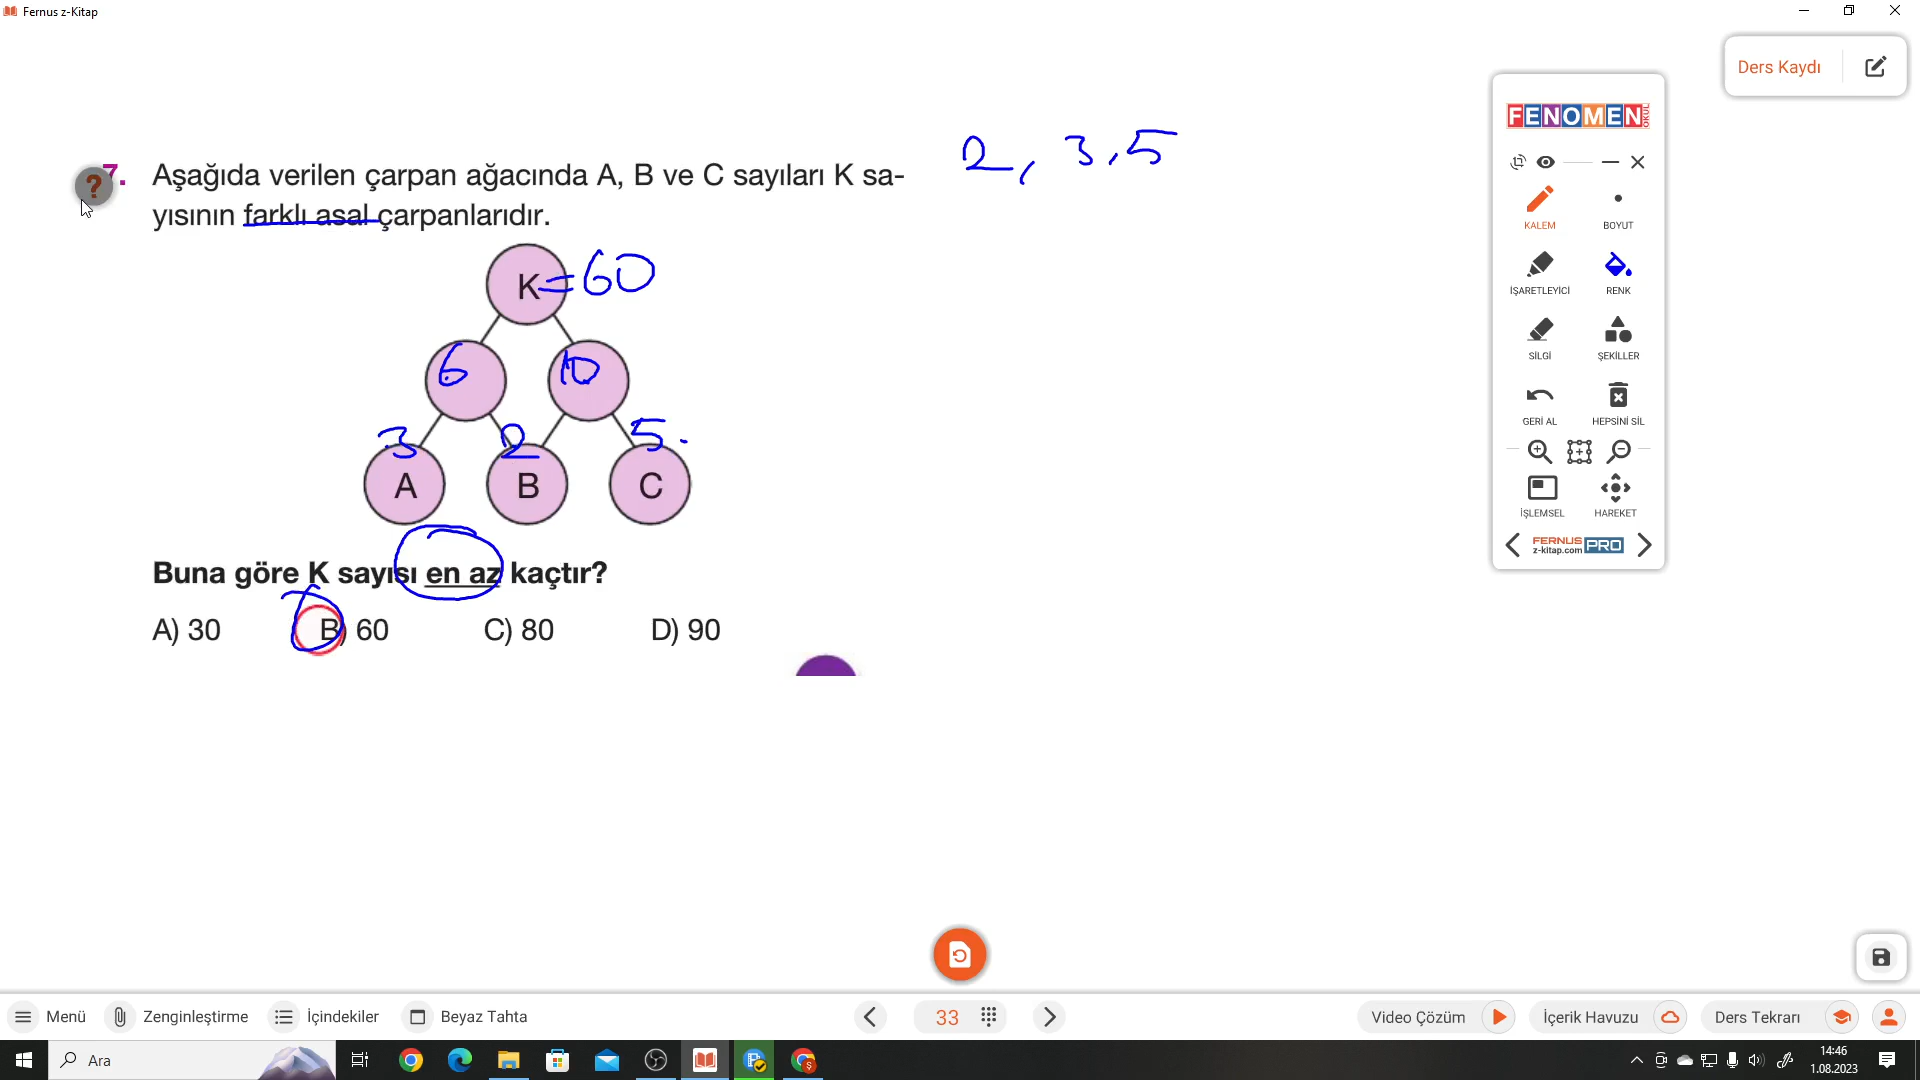 Fernus z-Kitap
Ders Kaydı
FENOMEN
OKUL
KALEM
BOYUT
İŞARETLEYİCİ
RENK
SİLGİ
ŞEKİLLER
GERİ AL
HEPSİNİ SİL
İŞLEMSEL
HAREKET
FERNUS
z-kitap.com PRO
2, 3, 5
7. Aşağıda verilen çarpan ağacında A, B ve C sayıları K sa-
yısının farklı asal çarpanlarıdır.
K = 60
6 10
3 2 5.
A B C
Buna göre K sayısı en az kaçtır?
A) 30 B) 60 C) 80 D) 90
Menü
Zenginleştirme
İçindekiler
Beyaz Tahta
33
Video Çözüm
İçerik Havuzu
Ders Tekrarı
Ara
14:46
1.08.2023